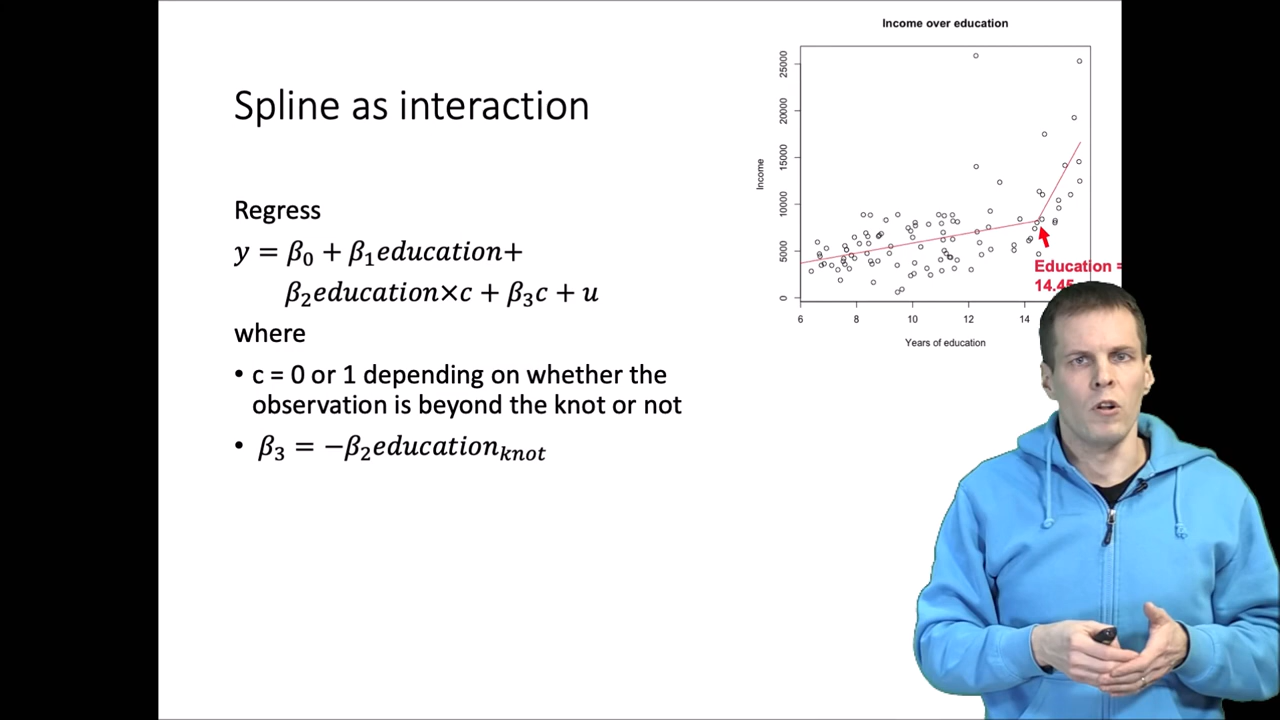 Spline as interaction
Regress
y = β₀ + β₁education+
β₂education×c + β₃c + u
where
• c = 0 or 1 depending on whether the
observation is beyond the knot or not
• β₃ = −β₂education_knot
Income over education
Income
0
5000
10000
15000
20000
25000
6
8
10
12
14
Years of education
Education =
14.45